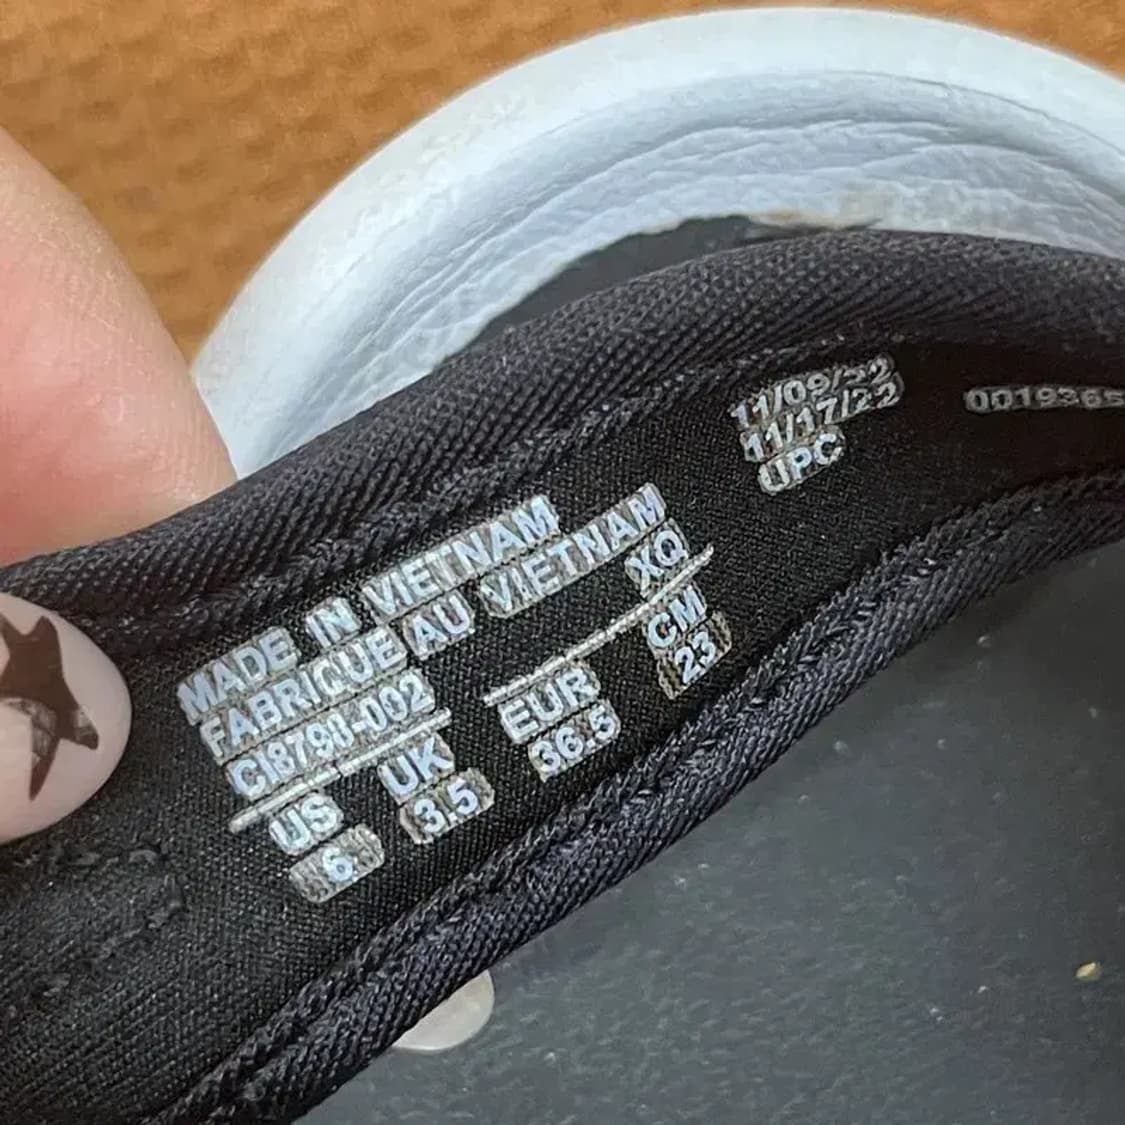 MADE IN VIETNAM
FABRIQUE AU VIETNAM
CI8798-002 XQ
US UK EUR CM
6 3.5 36.5 23
11/09/22
11/17/22
UPC
00193655